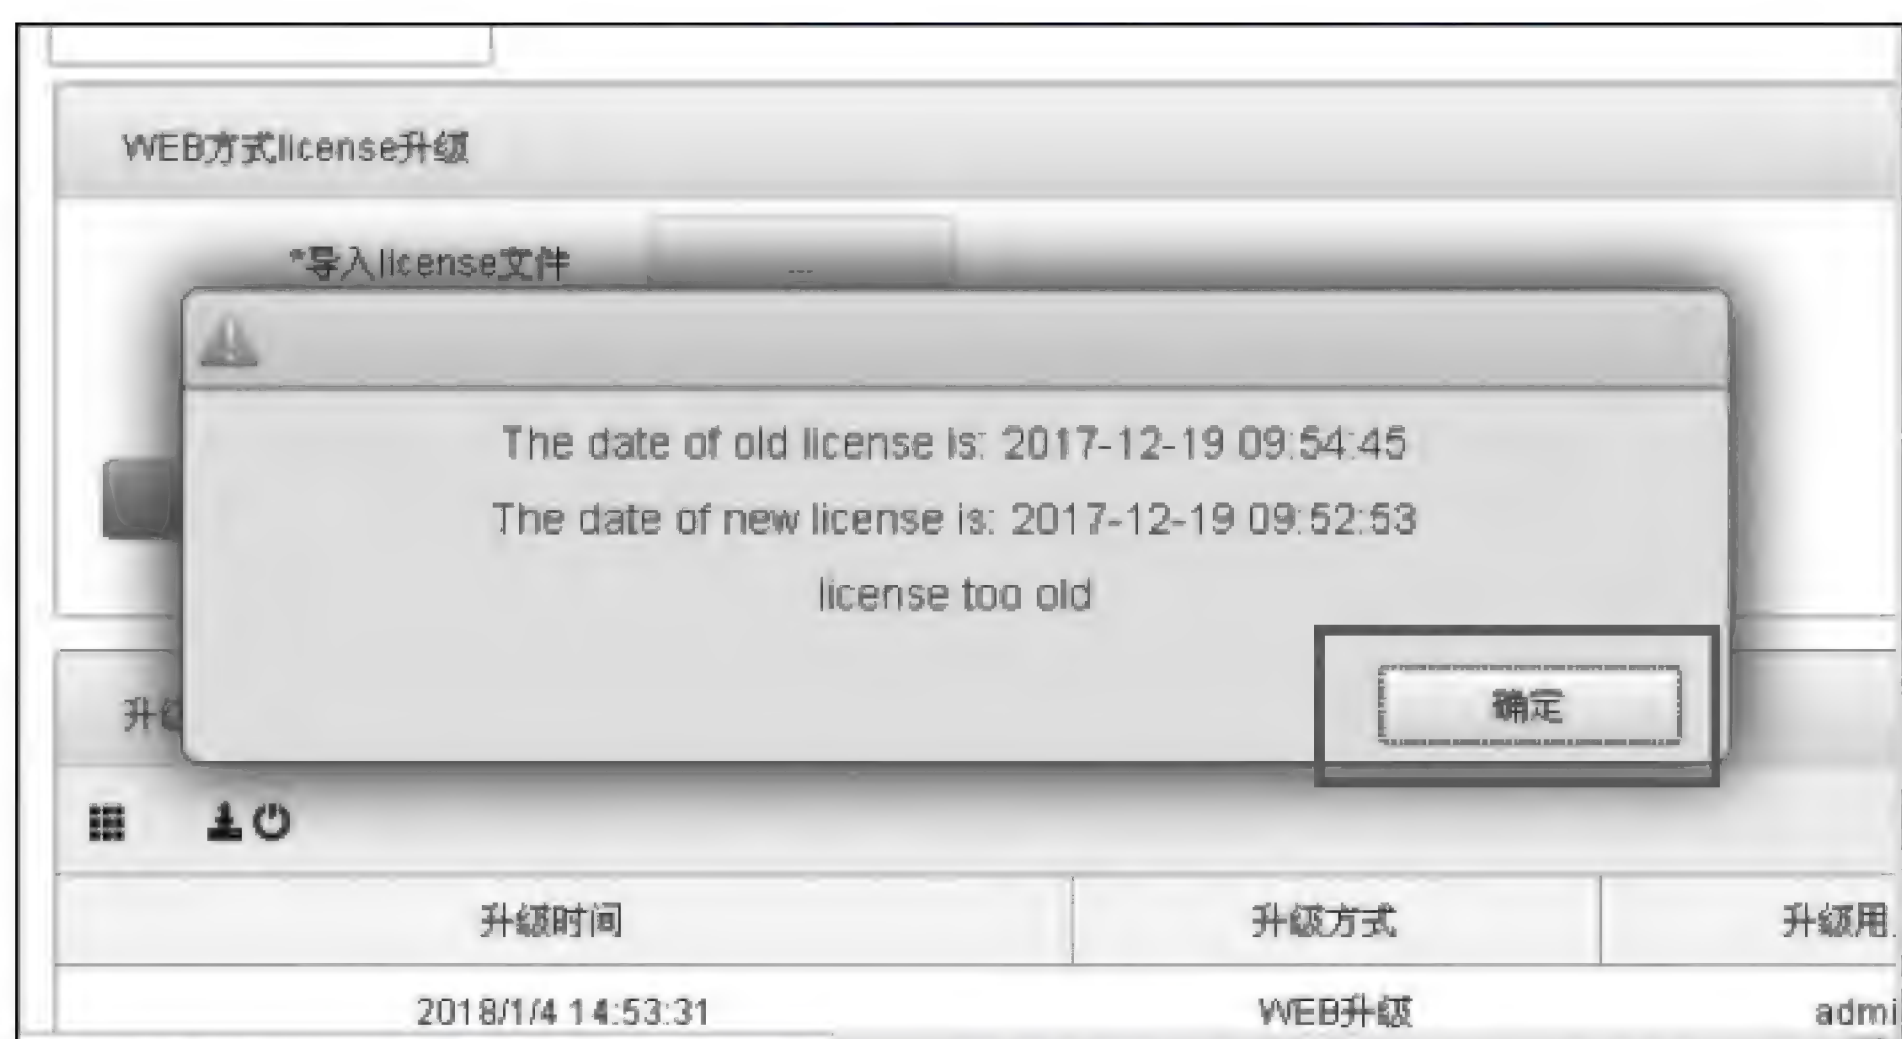 WEB方式license升级
*导入license文件
...
The date of old license is: 2017-12-19 09:54:45
The date of new license is: 2017-12-19 09:52:53
license too old
确定
升级
升级时间 升级方式 升级用
2018/1/4 14:53:31 WEB升级 admi